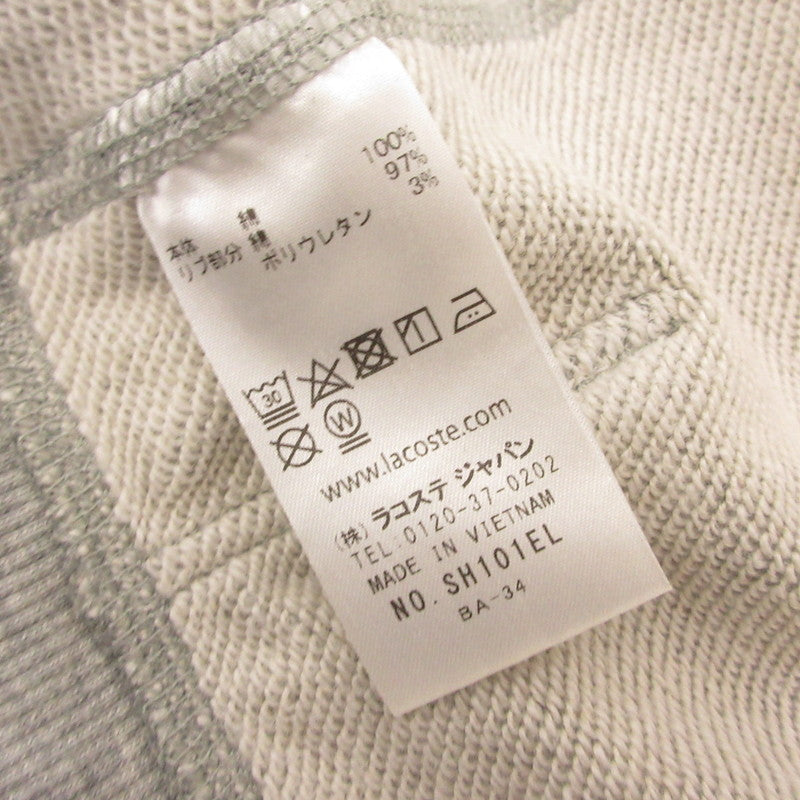 本体 綿 100%
リブ部分 綿 97%
ポリウレタン 3%
30
W
www.lacoste.com
(株) ラコステ ジャパン
TEL:0120-37-0202
MADE IN VIETNAM
NO. SH101EL
BA-34